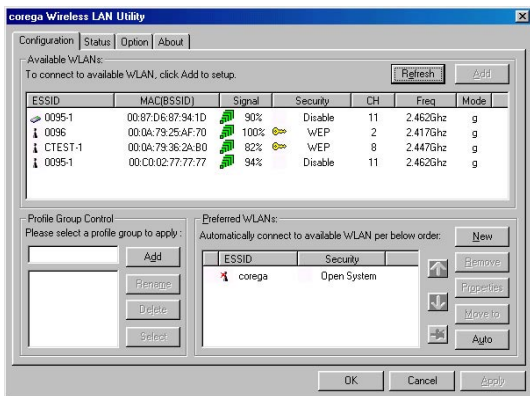 corega Wireless LAN Utility
Configuration Status Option About
Available WLANs:
To connect to available WLAN, click Add to setup.
Refresh Add
ESSID MAC(BSSID) Signal Security CH Freq Mode
0095-1 00:87:D6:87:94:1D 90% Disable 11 2.462Ghz g
0096 00:0A:79:25:AF:70 100% WEP 2 2.417Ghz g
CTEST-1 00:0A:79:36:2A:B0 82% WEP 8 2.447Ghz g
0095-1 00:C0:02:77:77:77 94% Disable 11 2.462Ghz g
Profile Group Control
Please select a profile group to apply :
Add
Rename
Delete
Select
Preferred WLANs:
Automatically connect to available WLAN per below order:
ESSID Security
corega Open System
New
Remove
Properties
Move to
Auto
OK Cancel Apply